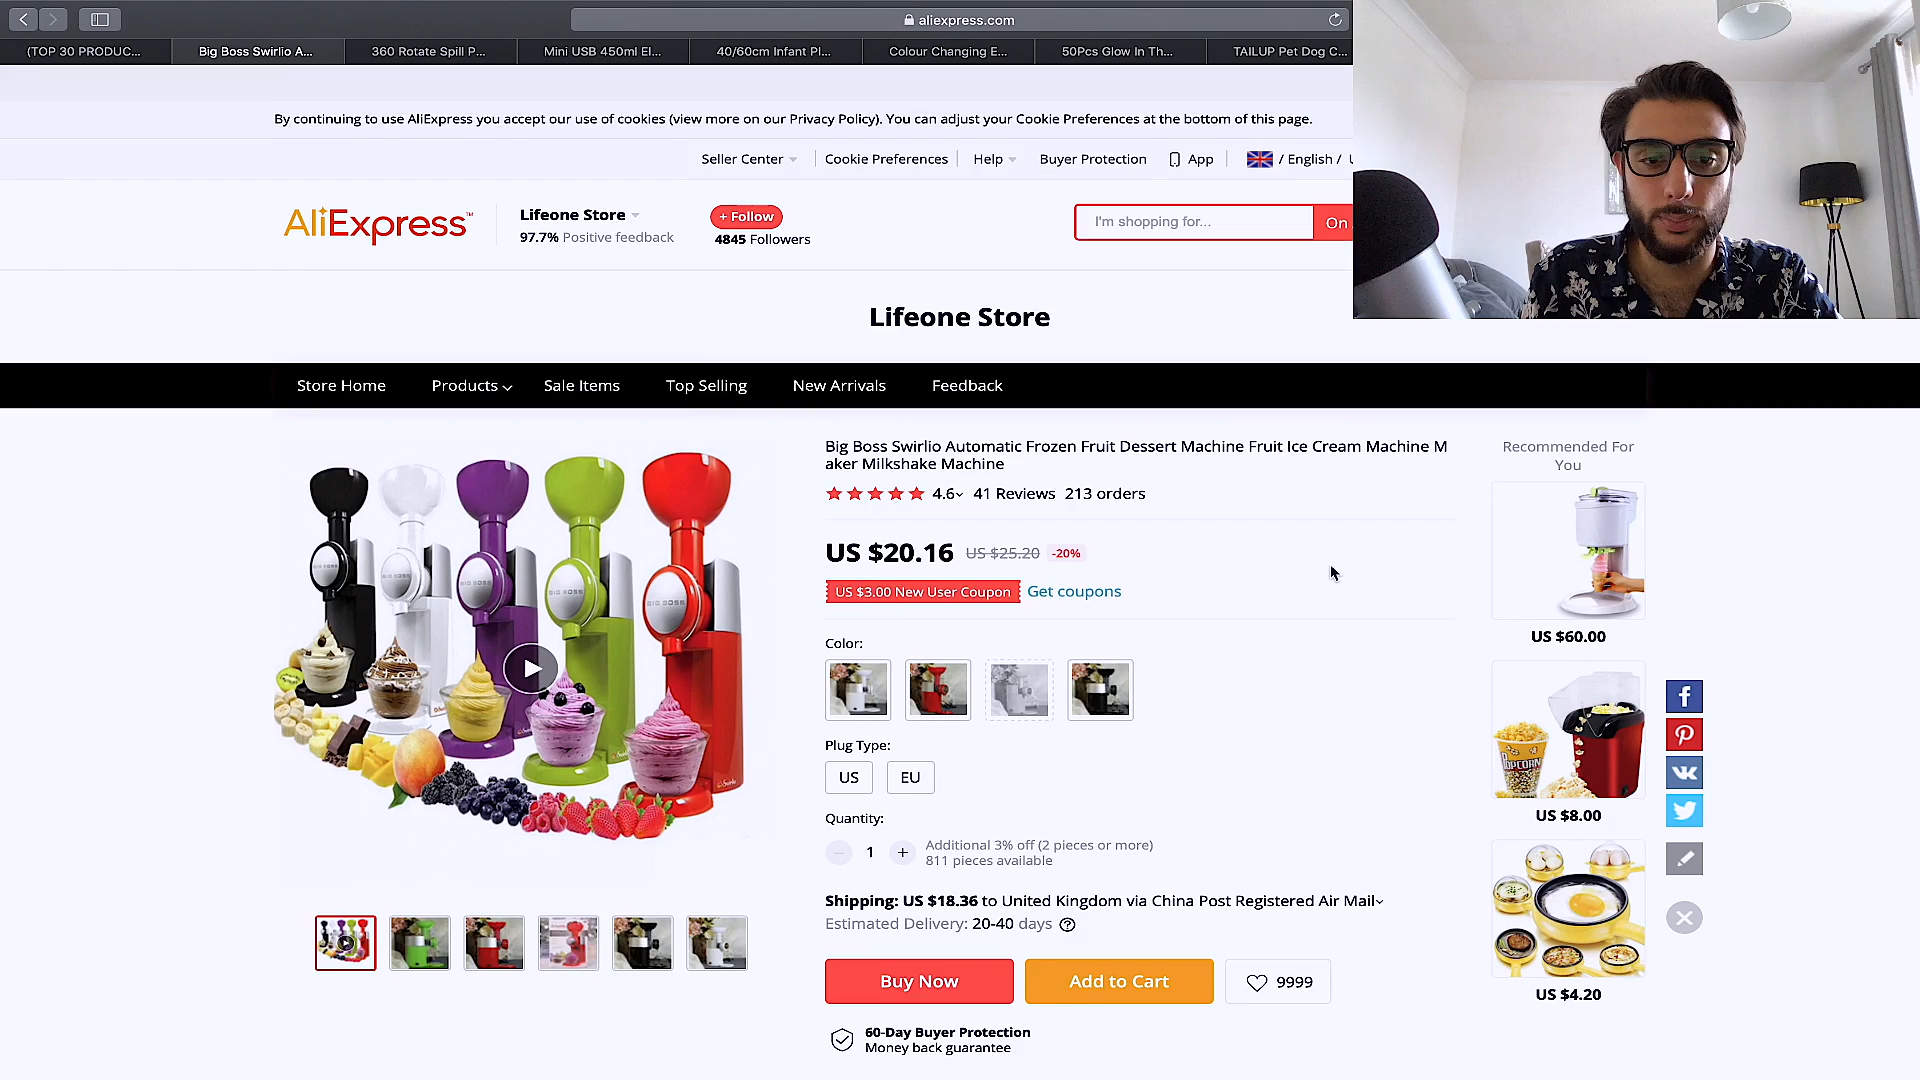 aliexpress.com
(TOP 30 PRODUC...
Big Boss Swirlio A...
360 Rotate Spill P...
Mini USB 450ml El...
40/60cm Infant Pl...
Colour Changing E...
50Pcs Glow In Th...
TAILUP Pet Dog C...
By continuing to use AliExpress you accept our use of cookies (view more on our Privacy Policy). You can adjust your Cookie Preferences at the bottom of this page.
Seller Center
Cookie Preferences
Help
Buyer Protection
App
/ English /
AliExpress™
Lifeone Store
97.7% Positive feedback
+ Follow
4845 Followers
I'm shopping for...
On
Lifeone Store
Store Home
Products
Sale Items
Top Selling
New Arrivals
Feedback
Big Boss Swirlio Automatic Frozen Fruit Dessert Machine Fruit Ice Cream Machine M
aker Milkshake Machine
4.6
41 Reviews
213 orders
US $20.16
US $25.20
-20%
US $3.00 New User Coupon
Get coupons
Color:
Plug Type:
US
EU
Quantity:
1
+
Additional 3% off (2 pieces or more)
811 pieces available
Shipping: US $18.36 to United Kingdom via China Post Registered Air Mail
Estimated Delivery: 20-40 days
Buy Now
Add to Cart
9999
60-Day Buyer Protection
Money back guarantee
Recommended For
You
US $60.00
POPCORN
US $8.00
US $4.20
BIG BOSS
BIG BOSS
BIG BOSS